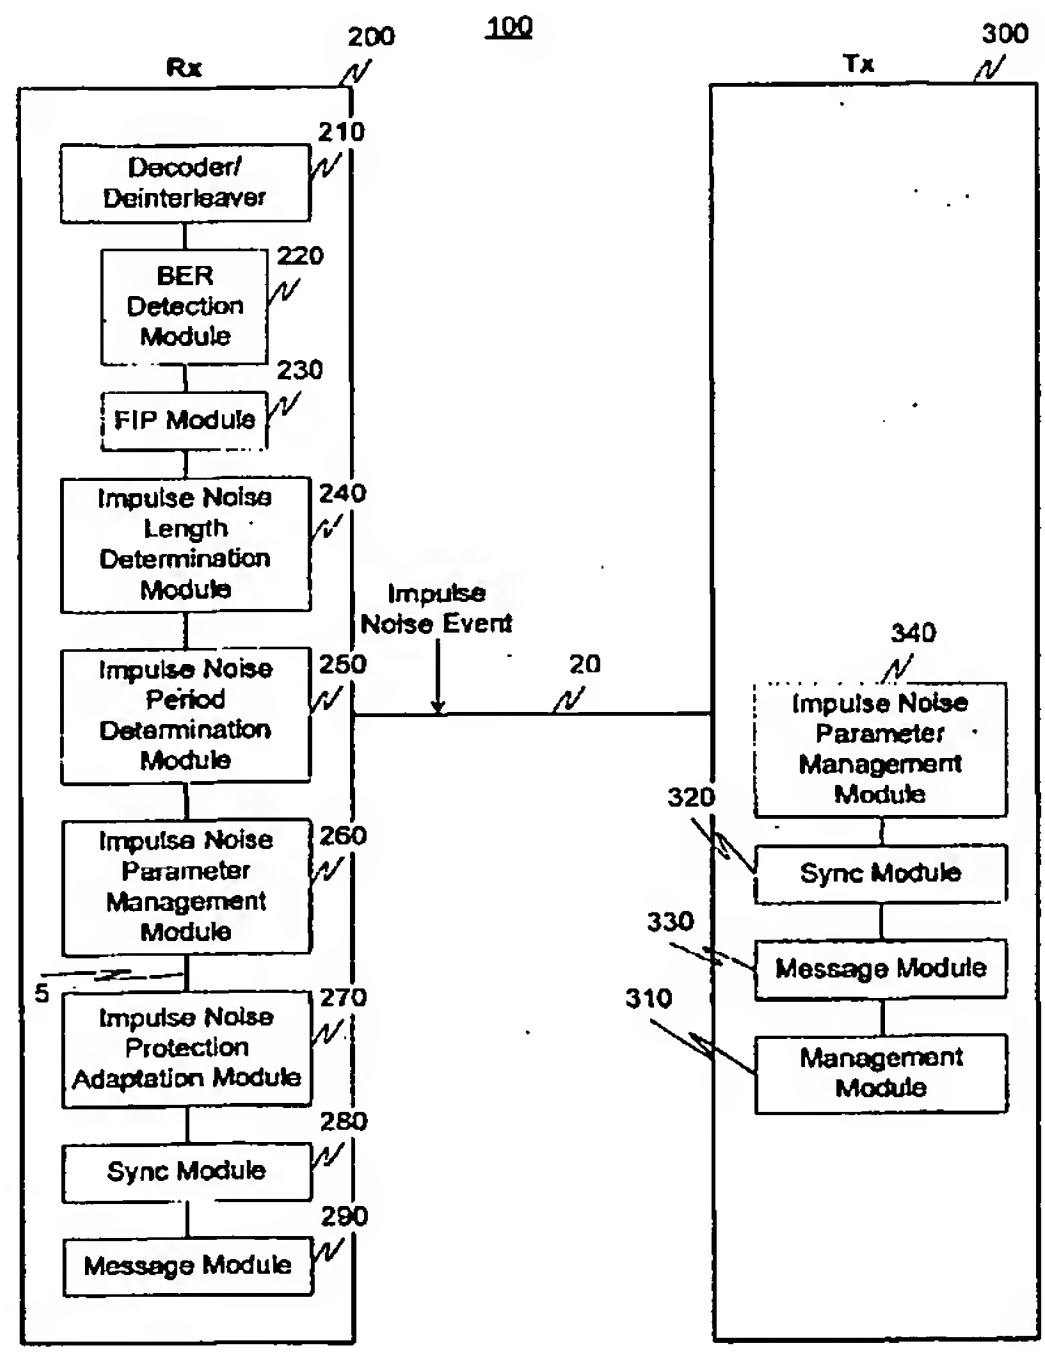 100
200
Rx
210
Decoder/
Deinterleaver
220
BER
Detection
Module
230
FIP Module
240
Impulse Noise
Length
Determination
Module
250
Impulse Noise
Period
Determination
Module
260
Impulse Noise
Parameter
Management
Module
5
270
Impulse Noise
Protection
Adaptation Module
280
Sync Module
290
Message Module
Impulse
Noise Event
20
300
Tx
340
Impulse Noise
Parameter
Management
Module
320
Sync Module
330
Message Module
310
Management
Module